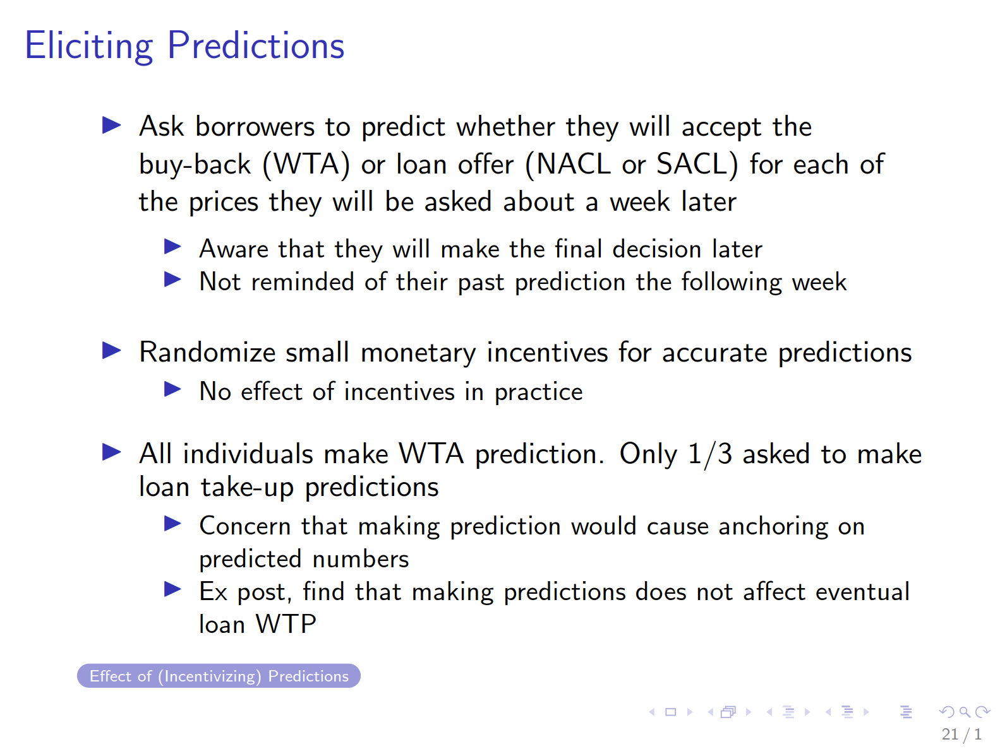 Eliciting Predictions
Ask borrowers to predict whether they will accept the
buy-back (WTA) or loan offer (NACL or SACL) for each of
the prices they will be asked about a week later
Aware that they will make the final decision later
Not reminded of their past prediction the following week
Randomize small monetary incentives for accurate predictions
No effect of incentives in practice
All individuals make WTA prediction. Only 1/3 asked to make
loan take-up predictions
Concern that making prediction would cause anchoring on
predicted numbers
Ex post, find that making predictions does not affect eventual
loan WTP
Effect of (Incentivizing) Predictions
21 / 1